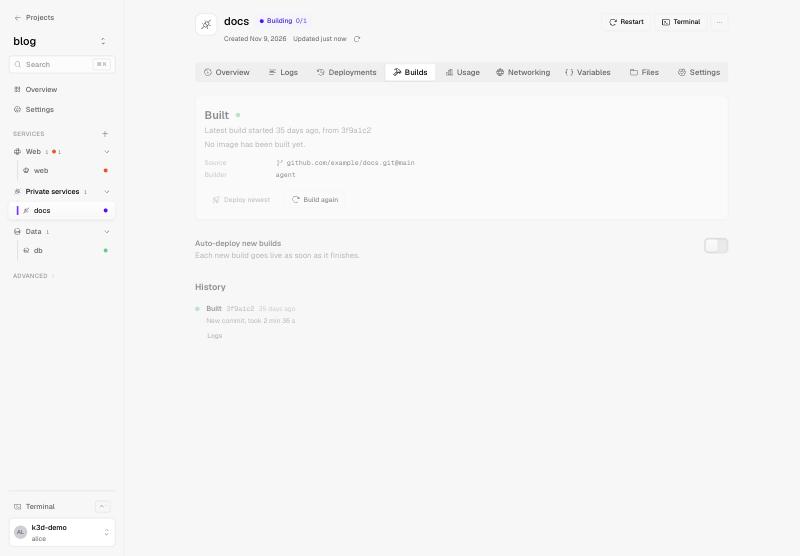 Projects
blog
Search ⌘K
Overview
Settings
SERVICES
Web 1 1
web
Private services 1
docs
Data 1
db
ADVANCED
Terminal
AL k3d-demo
alice
docs Building 0/1
Created Nov 9, 2026 Updated just now
Restart Terminal ...
Overview Logs Deployments Builds Usage Networking Variables Files Settings
Built
Latest build started 35 days ago, from 3f9a1c2
No image has been built yet.
Source github.com/example/docs.git@main
Builder agent
Deploy newest Build again
Auto-deploy new builds
Each new build goes live as soon as it finishes.
History
Built 3f9a1c2 35 days ago
New commit, took 2 min 36 s
Logs